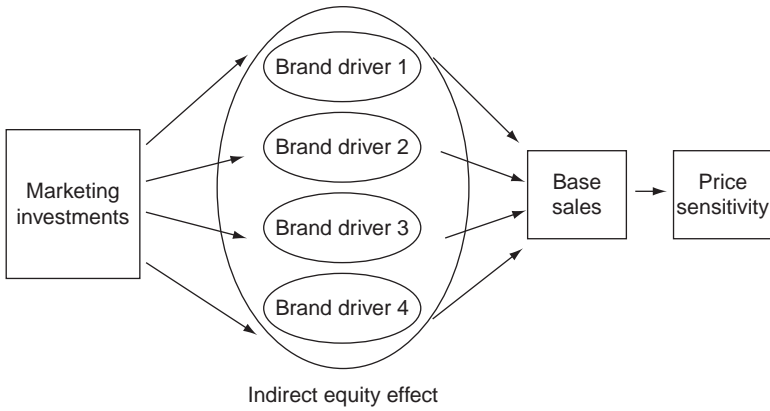 Brand driver 1
Brand driver 2
Marketing
investments
Base
sales
Price
sensitivity
Brand driver 3
Brand driver 4
Indirect equity effect